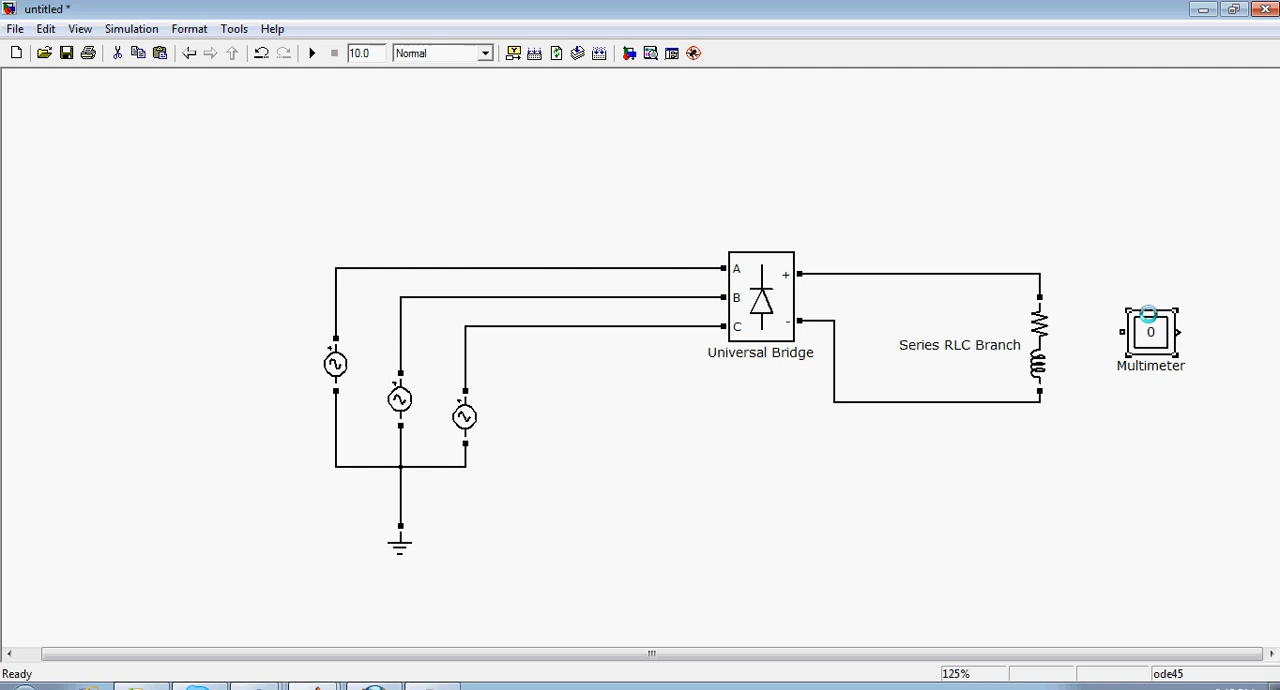 untitled *
File Edit View Simulation Format Tools Help
10.0 Normal
A
B
C
+
-
Universal Bridge
Series RLC Branch
0
Multimeter
Ready 125% ode45